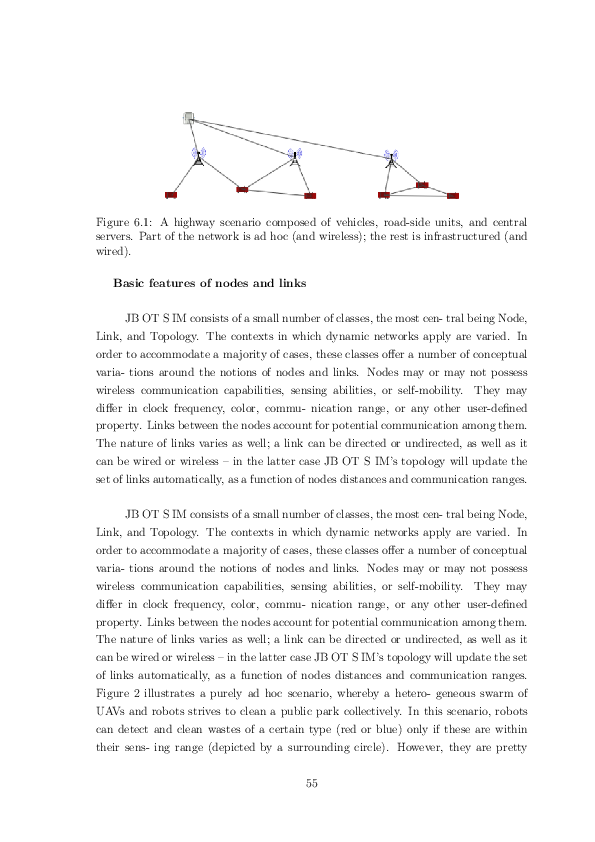 Figure 6.1: A highway scenario composed of vehicles, road-side units, and central
servers. Part of the network is ad hoc (and wireless); the rest is infrastructured (and
wired).
Basic features of nodes and links
JB OT S IM consists of a small number of classes, the most cen- tral being Node,
Link, and Topology. The contexts in which dynamic networks apply are varied. In
order to accommodate a majority of cases, these classes offer a number of conceptual
varia- tions around the notions of nodes and links. Nodes may or may not possess
wireless communication capabilities, sensing abilities, or self-mobility. They may
differ in clock frequency, color, commu- nication range, or any other user-defined
property. Links between the nodes account for potential communication among them.
The nature of links varies as well; a link can be directed or undirected, as well as it
can be wired or wireless – in the latter case JB OT S IM's topology will update the
set of links automatically, as a function of nodes distances and communication ranges.
JB OT S IM consists of a small number of classes, the most cen- tral being Node,
Link, and Topology. The contexts in which dynamic networks apply are varied. In
order to accommodate a majority of cases, these classes offer a number of conceptual
varia- tions around the notions of nodes and links. Nodes may or may not possess
wireless communication capabilities, sensing abilities, or self-mobility. They may
differ in clock frequency, color, commu- nication range, or any other user-defined
property. Links between the nodes account for potential communication among them.
The nature of links varies as well; a link can be directed or undirected, as well as it
can be wired or wireless – in the latter case JB OT S IM's topology will update the set
of links automatically, as a function of nodes distances and communication ranges.
Figure 2 illustrates a purely ad hoc scenario, whereby a hetero- geneous swarm of
UAVs and robots strives to clean a public park collectively. In this scenario, robots
can detect and clean wastes of a certain type (red or blue) only if these are within
their sens- ing range (depicted by a surrounding circle). However, they are pretty
55